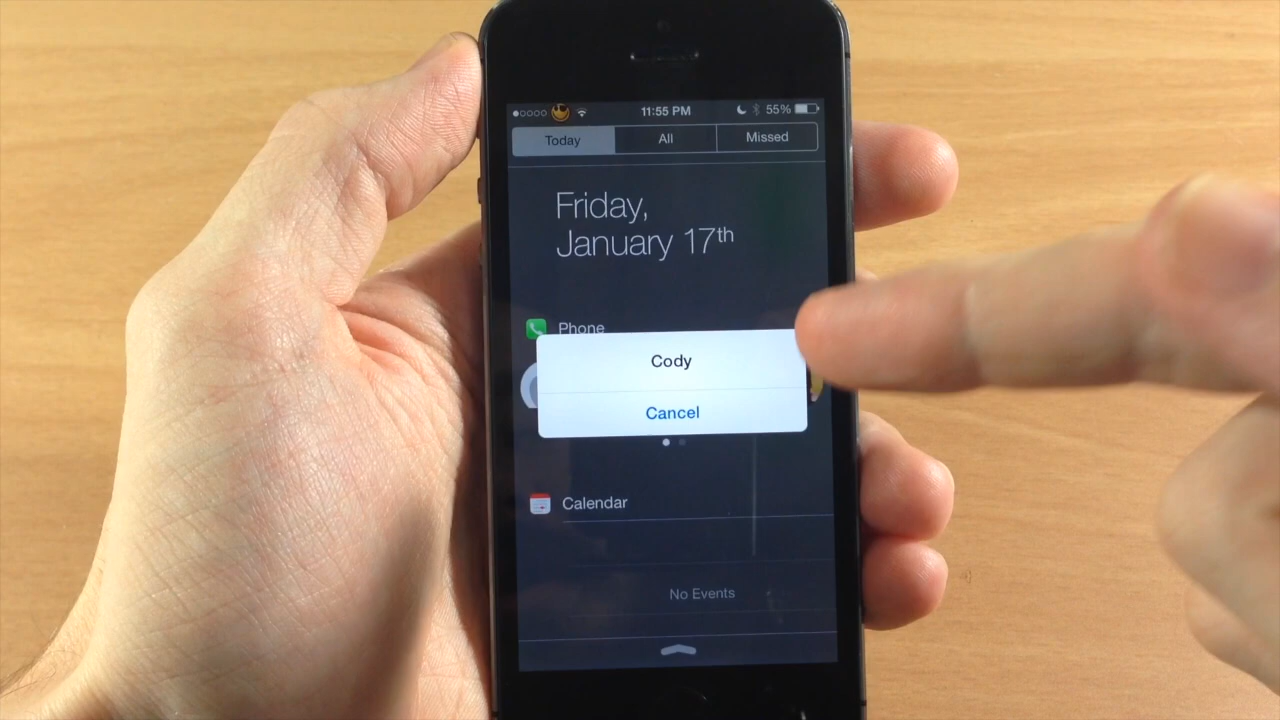 11:55 PM
55%
Today
All
Missed
Friday,
January 17th
Phone
Cody
Cancel
Calendar
No Events